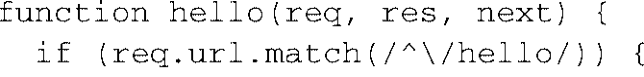 function hello(req, res, next) {
  if (req.url.match(/^\/hello/)) {